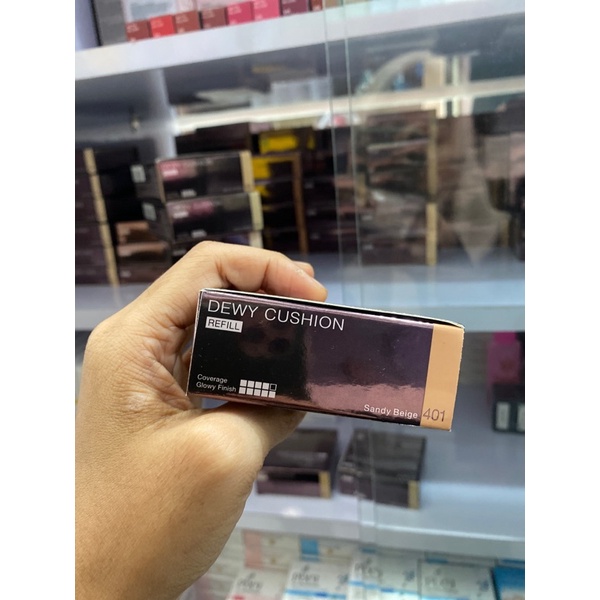 DEWY CUSHION
REFILL
Coverage
Glowy Finish
Sandy Beige 401